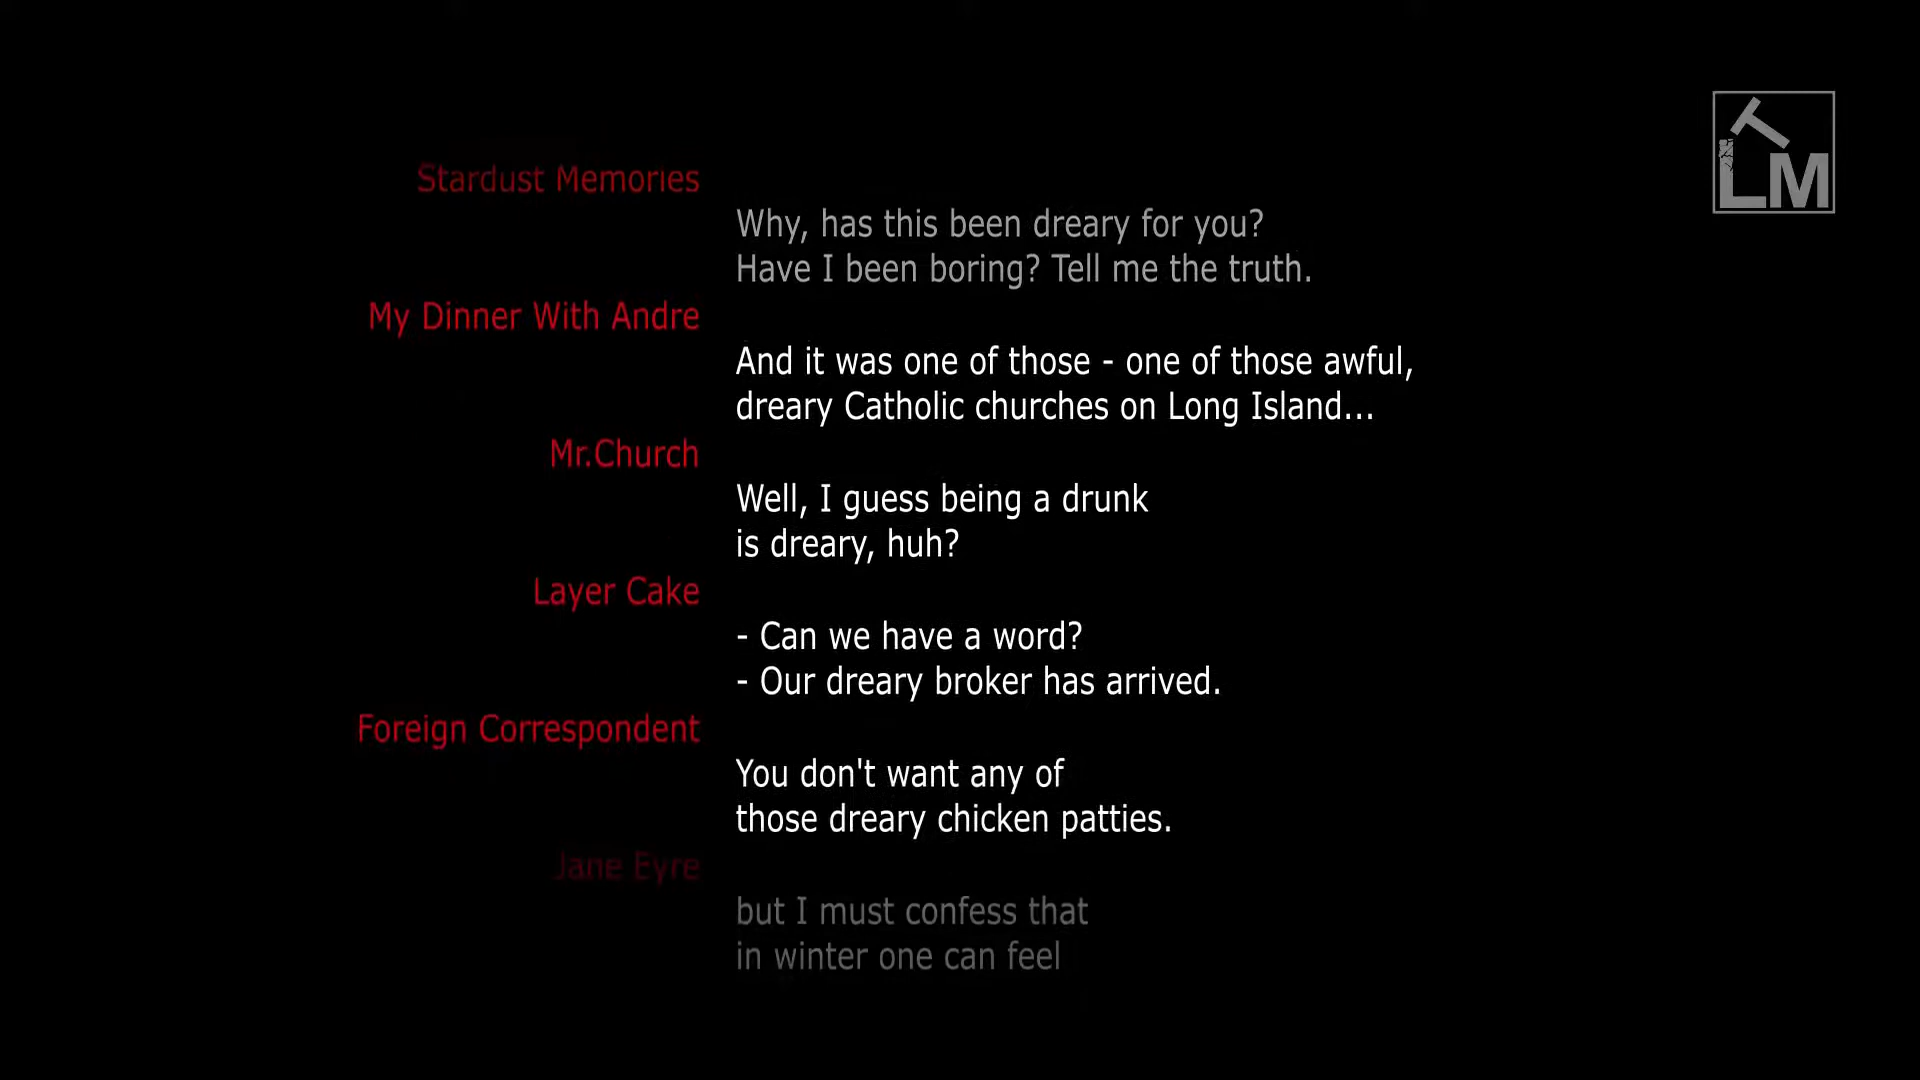 Stardust Memories
Why, has this been dreary for you?
Have I been boring? Tell me the truth.
My Dinner With Andre
And it was one of those - one of those awful,
dreary Catholic churches on Long Island...
Mr.Church
Well, I guess being a drunk
is dreary, huh?
Layer Cake
- Can we have a word?
- Our dreary broker has arrived.
Foreign Correspondent
You don't want any of
those dreary chicken patties.
Jane Eyre
but I must confess that
in winter one can feel
LTM